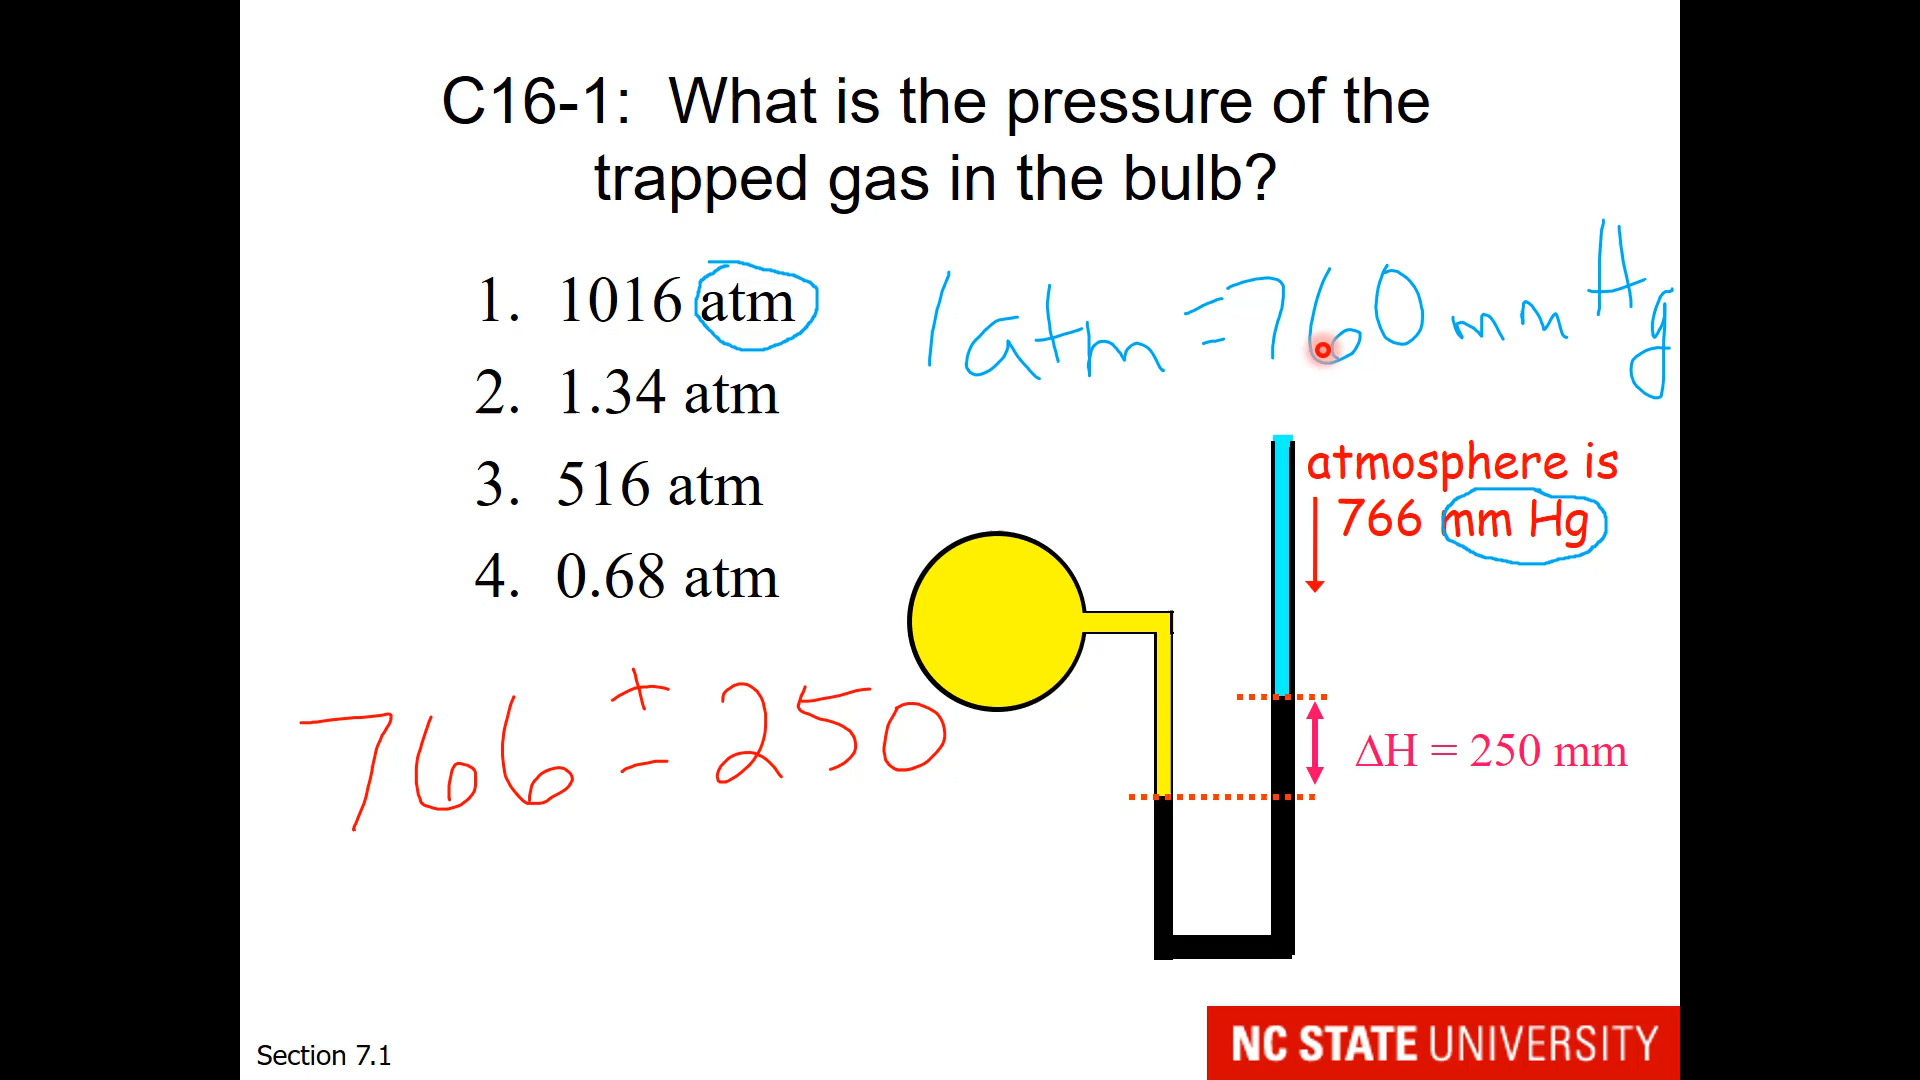 C16-1: What is the pressure of the
trapped gas in the bulb?
1. 1016 atm
2. 1.34 atm
3. 516 atm
4. 0.68 atm
1 atm = 760 mm Hg
atmosphere is
766 mm Hg
766 ± 250
ΔH = 250 mm
Section 7.1
NC STATE UNIVERSITY